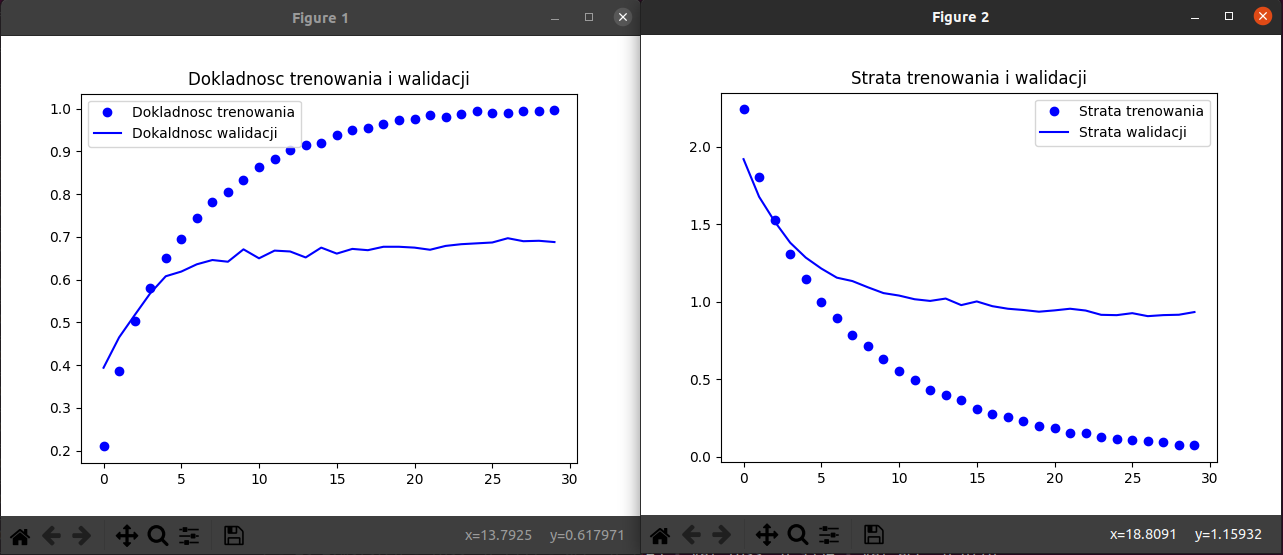 Figure 1
Dokladnosc trenowania i walidacji
Dokladnosc trenowania
Dokaldnosc walidacji
1.0
0.9
0.8
0.7
0.6
0.5
0.4
0.3
0.2
0 5 10 15 20 25 30
x=13.7925 y=0.617971
Figure 2
Strata trenowania i walidacji
Strata trenowania
Strata walidacji
2.0
1.5
1.0
0.5
0.0
0 5 10 15 20 25 30
x=18.8091 y=1.15932